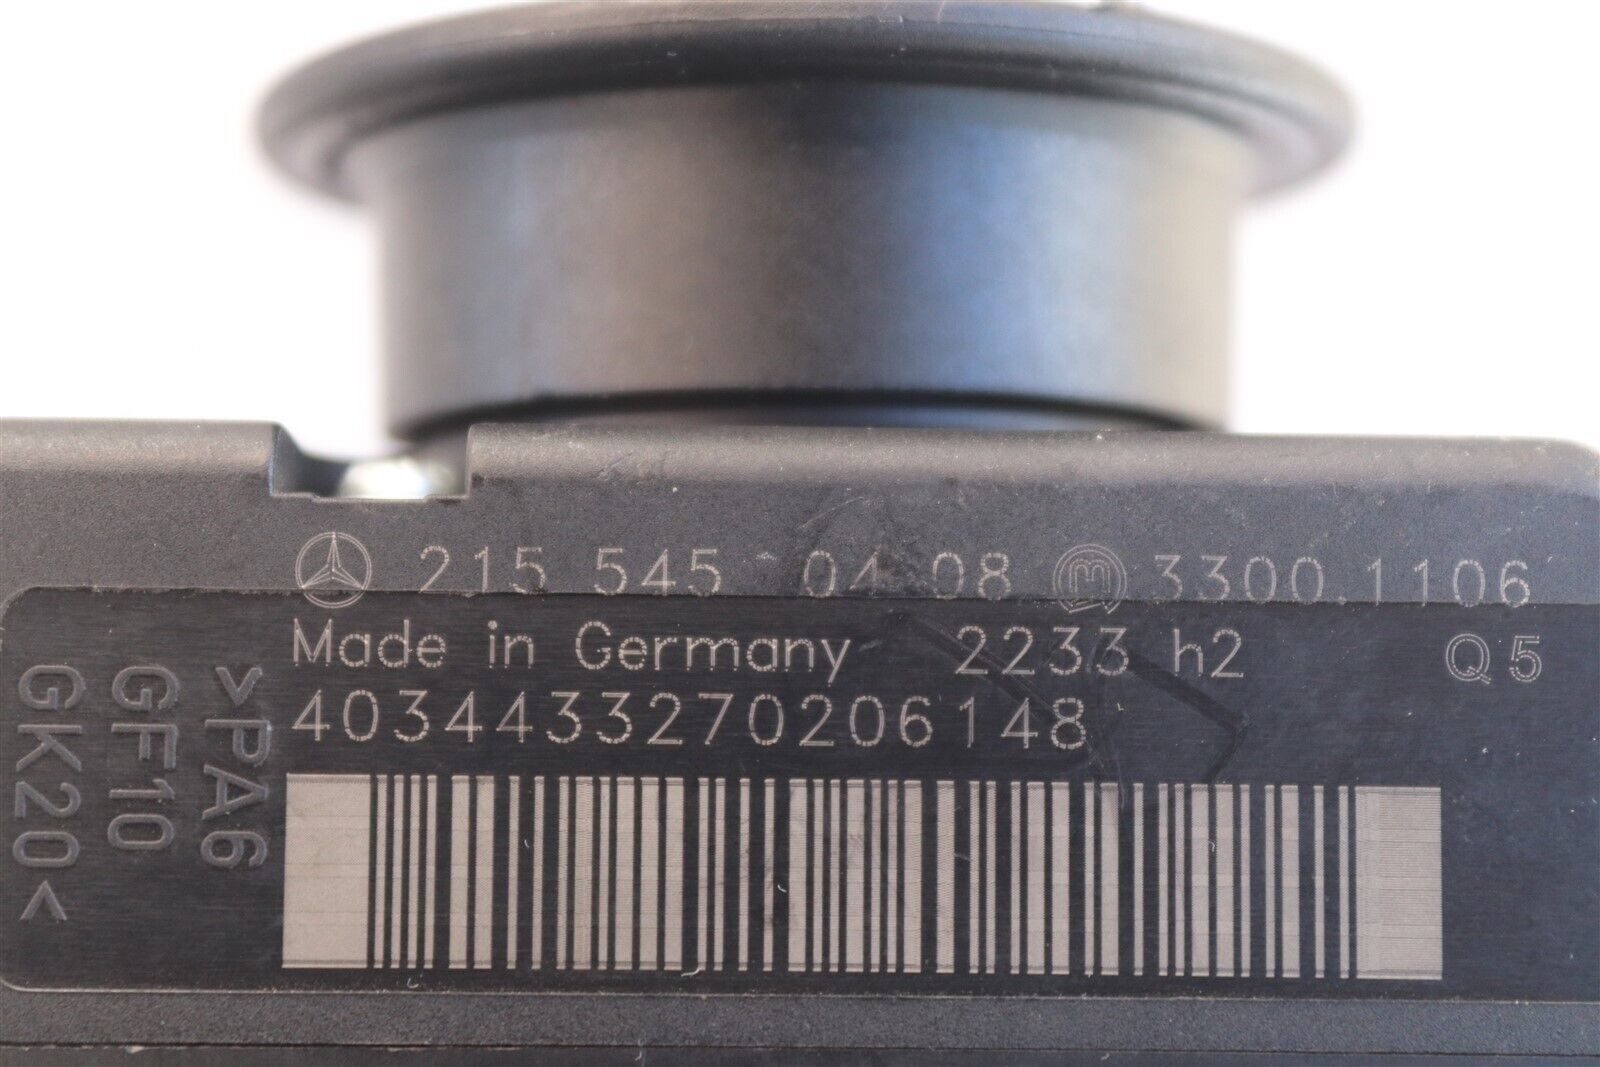 215 545 04 08 M 3300.1106
Made in Germany 2233 h2 Q5
4034433270206148
>PA6
GF10
GK20<